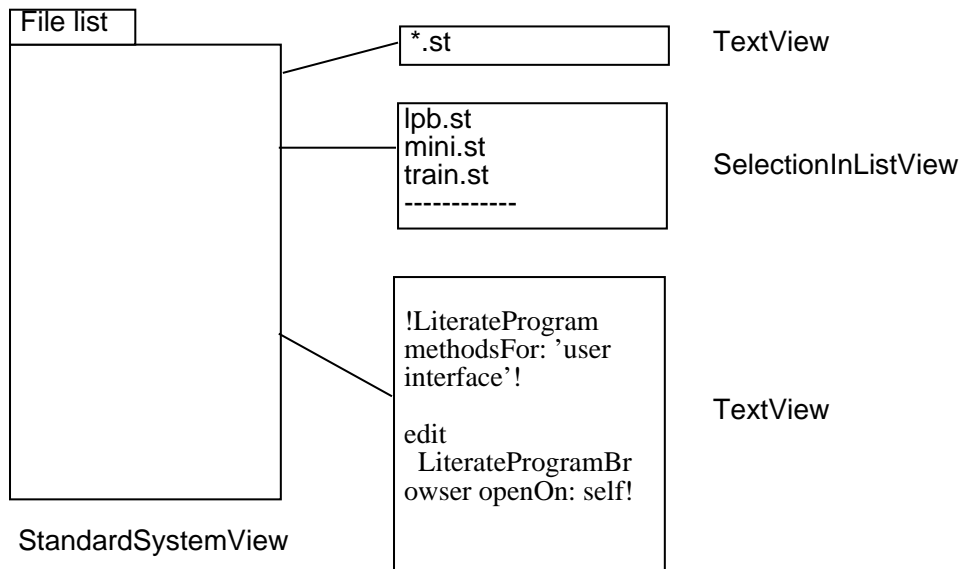 File list
*.st
TextView
lpb.st
mini.st
train.st
------------
SelectionInListView
!LiterateProgram
methodsFor: ’user
interface’!
edit
LiterateProgramBr
owser openOn: self!
TextView
StandardSystemView